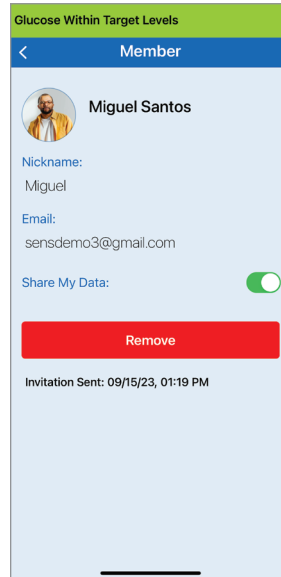 Glucose Within Target Levels
Member
Miguel Santos
Nickname:
Miguel
Email:
sensdemo3@gmail.com
Share My Data:
Remove
Invitation Sent: 09/15/23, 01:19 PM